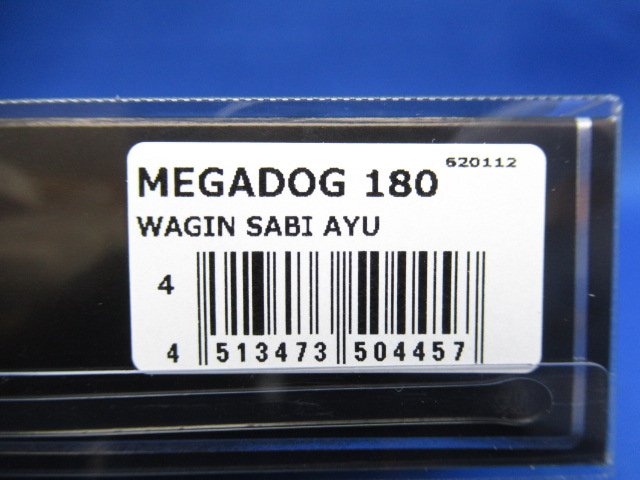 620112
MEGADOG 180
WAGIN SABI AYU
4
4 513473 504457